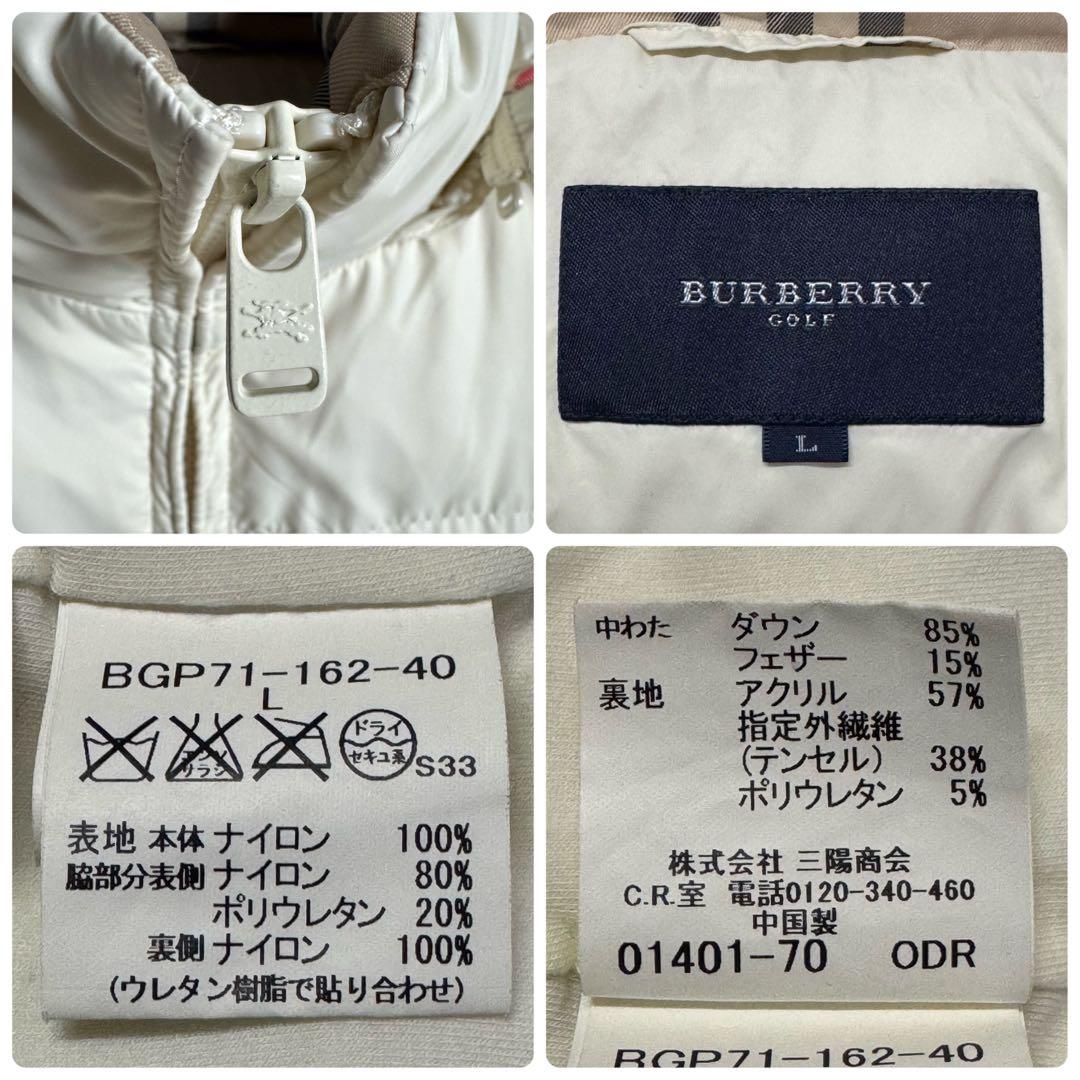 BURBERRY
GOLF
L
BGP71-162-40
L
エンソ
サラシ
ドライ
セキユ系
S33
表地 本体 ナイロン 100%
脇部分表側 ナイロン 80%
ポリウレタン 20%
裏側 ナイロン 100%
(ウレタン樹脂で貼り合わせ)
中わた ダウン 85%
フェザー 15%
裏地 アクリル 57%
指定外繊維
(テンセル) 38%
ポリウレタン 5%
株式会社 三陽商会
C.R.室 電話0120-340-460
中国製
01401-70 ODR
BGP71-162-40